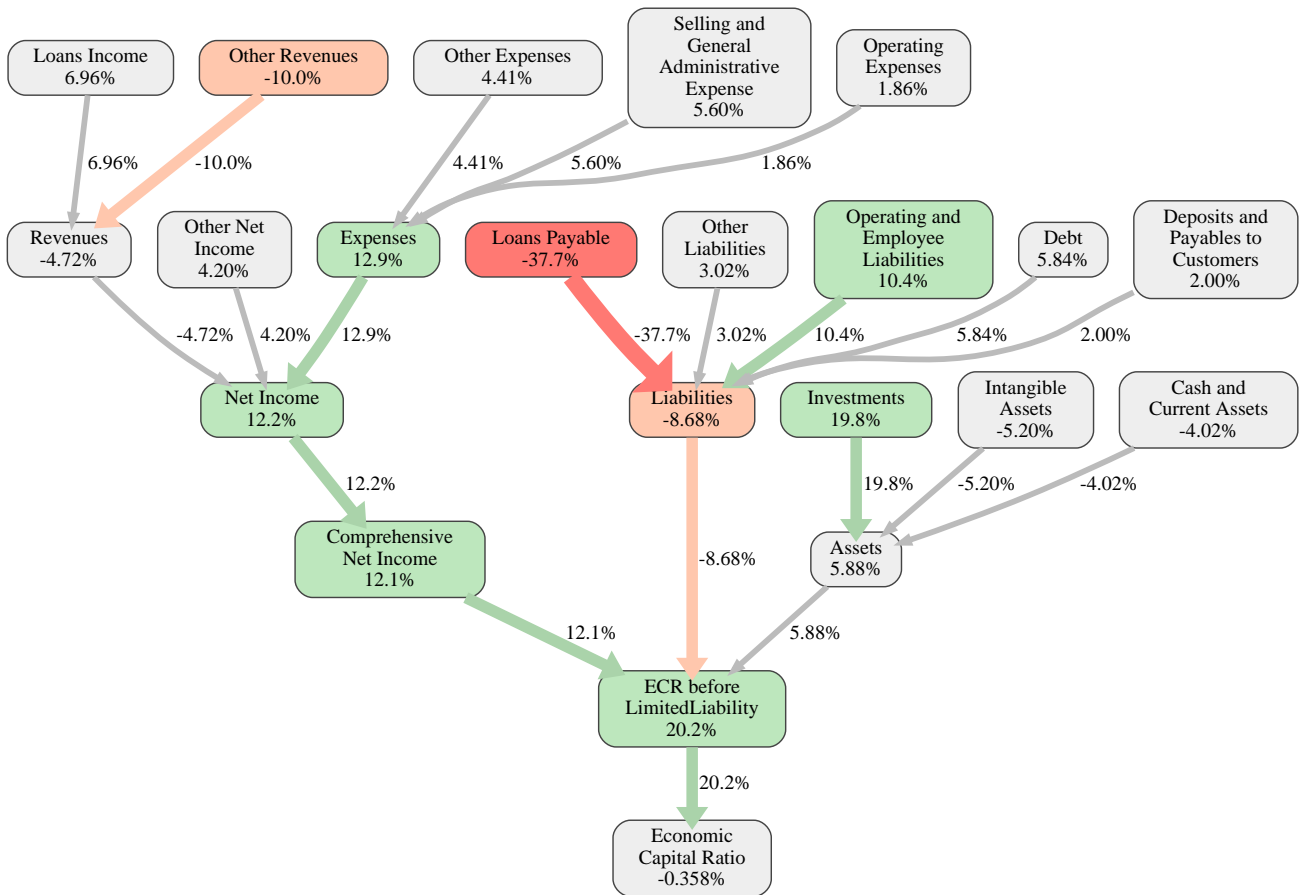 Loans Income
6.96%
Other Revenues
-10.0%
Other Expenses
4.41%
Selling and
General
Administrative
Expense
5.60%
Operating
Expenses
1.86%
6.96%
-10.0%
4.41%
5.60%
1.86%
Revenues
-4.72%
Other Net
Income
4.20%
Expenses
12.9%
Loans Payable
-37.7%
Other
Liabilities
3.02%
Operating and
Employee
Liabilities
10.4%
Debt
5.84%
Deposits and
Payables to
Customers
2.00%
-4.72%
4.20%
12.9%
-37.7%
3.02%
10.4%
5.84%
2.00%
Net Income
12.2%
Liabilities
-8.68%
Investments
19.8%
Intangible
Assets
-5.20%
Cash and
Current Assets
-4.02%
12.2%
-8.68%
19.8%
-5.20%
-4.02%
Comprehensive
Net Income
12.1%
Assets
5.88%
12.1%
5.88%
ECR before
LimitedLiability
20.2%
20.2%
Economic
Capital Ratio
-0.358%